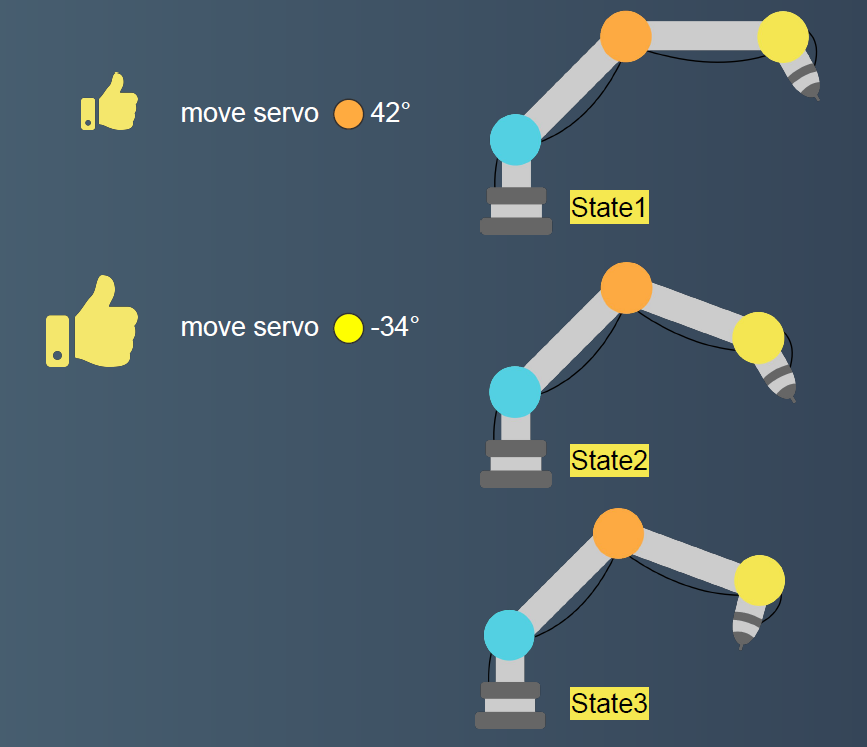 move servo 42°
State1
move servo -34°
State2
State3